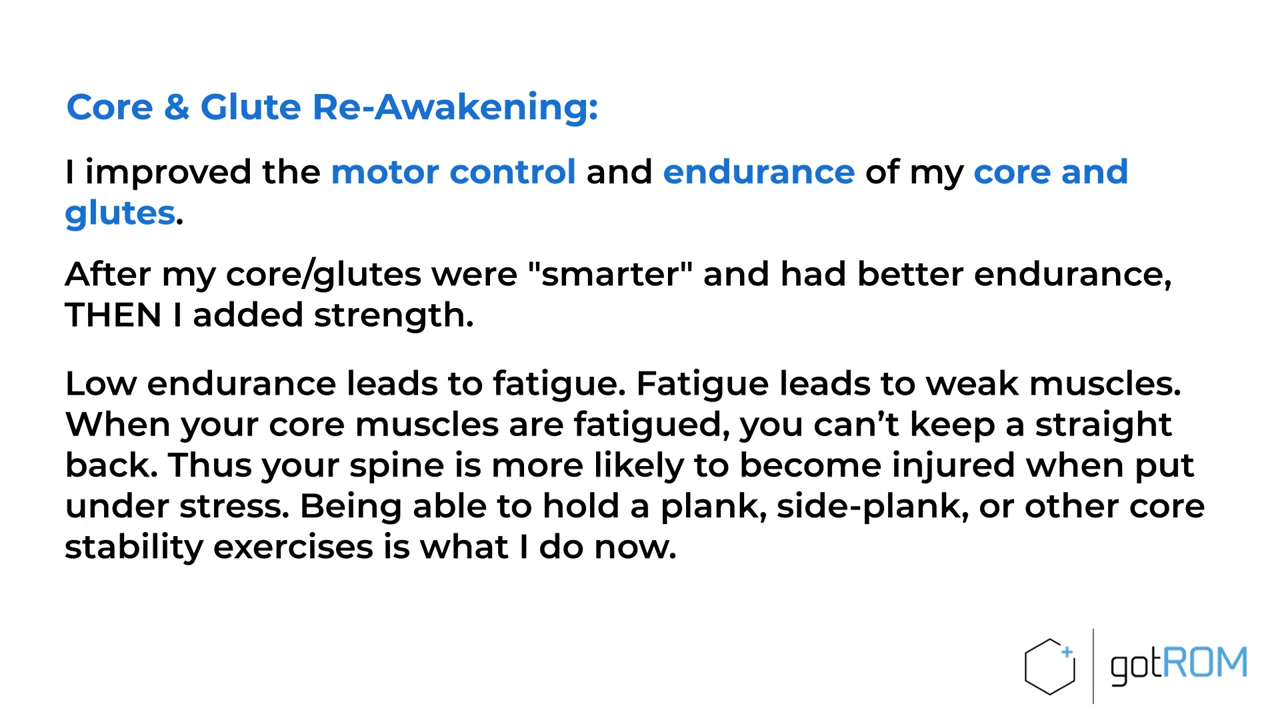 Core & Glute Re-Awakening:
I improved the motor control and endurance of my core and
glutes.
After my core/glutes were "smarter" and had better endurance,
THEN I added strength.
Low endurance leads to fatigue. Fatigue leads to weak muscles.
When your core muscles are fatigued, you can’t keep a straight
back. Thus your spine is more likely to become injured when put
under stress. Being able to hold a plank, side-plank, or other core
stability exercises is what I do now.
gotROM